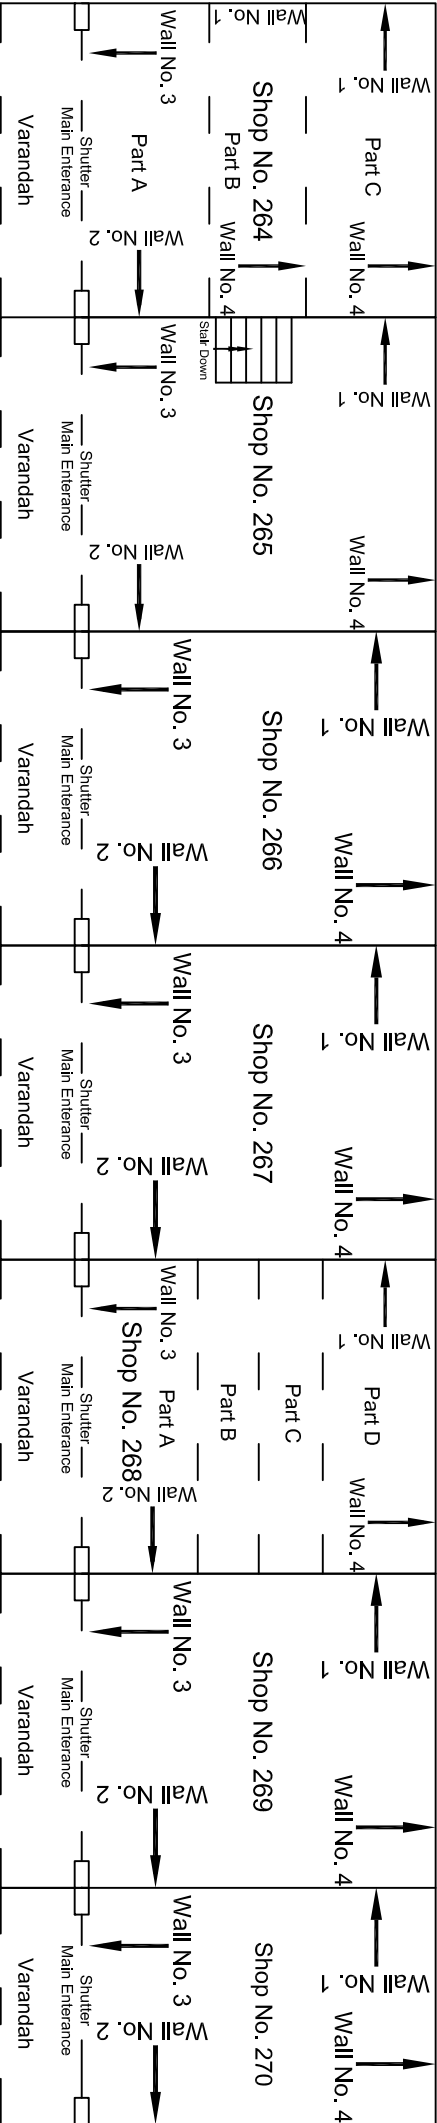 Wall No. 1
Wall No. 1
Wall No. 3
Shop No. 264
Part C
Part B
Part A
Shutter
Main Enterance
Varandah
Wall No. 4
Wall No. 4
Wall No. 2
Wall No. 1
Wall No. 3
Stair Down
Shop No. 265
Shutter
Main Enterance
Varandah
Wall No. 4
Wall No. 2
Wall No. 1
Wall No. 3
Shop No. 266
Shutter
Main Enterance
Varandah
Wall No. 4
Wall No. 2
Wall No. 1
Wall No. 3
Shop No. 267
Shutter
Main Enterance
Varandah
Wall No. 4
Wall No. 2
Wall No. 1
Wall No. 3
Part D
Part C
Part B
Part A
Shop No. 268
Shutter
Main Enterance
Varandah
Wall No. 4
Wall No. 2
Wall No. 1
Wall No. 3
Shop No. 269
Shutter
Main Enterance
Varandah
Wall No. 4
Wall No. 2
Wall No. 1
Wall No. 3
Shop No. 270
Shutter
Main Enterance
Varandah
Wall No. 4
Wall No. 2